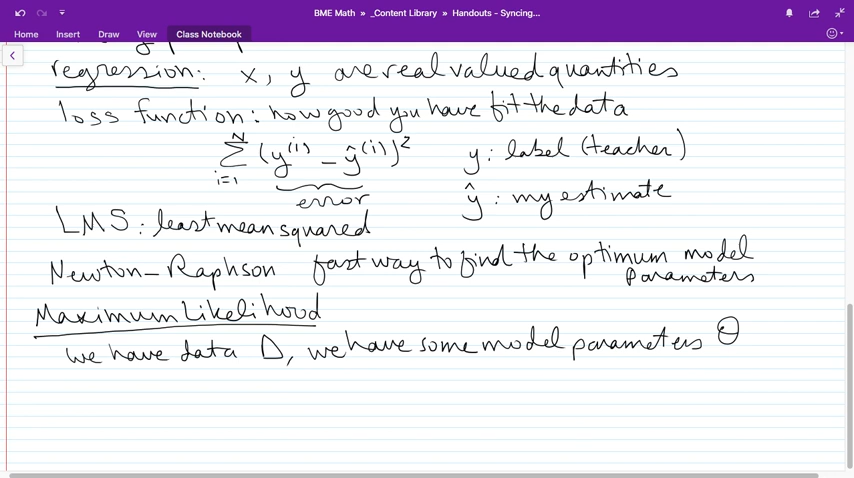 BME Math » _Content Library » Handouts - Syncing...
Home Insert Draw View Class Notebook
regression: x, y are real valued quantities
loss function: how good you have fit the data
N
∑ (y^(i) - ŷ^(i))² y: label (teacher)
i=1
error ŷ: my estimate
LMS: least mean squared
Newton-Raphson fast way to find the optimum model
parameters
Maximum Likelihood
we have data D, we have some model parameters Θ